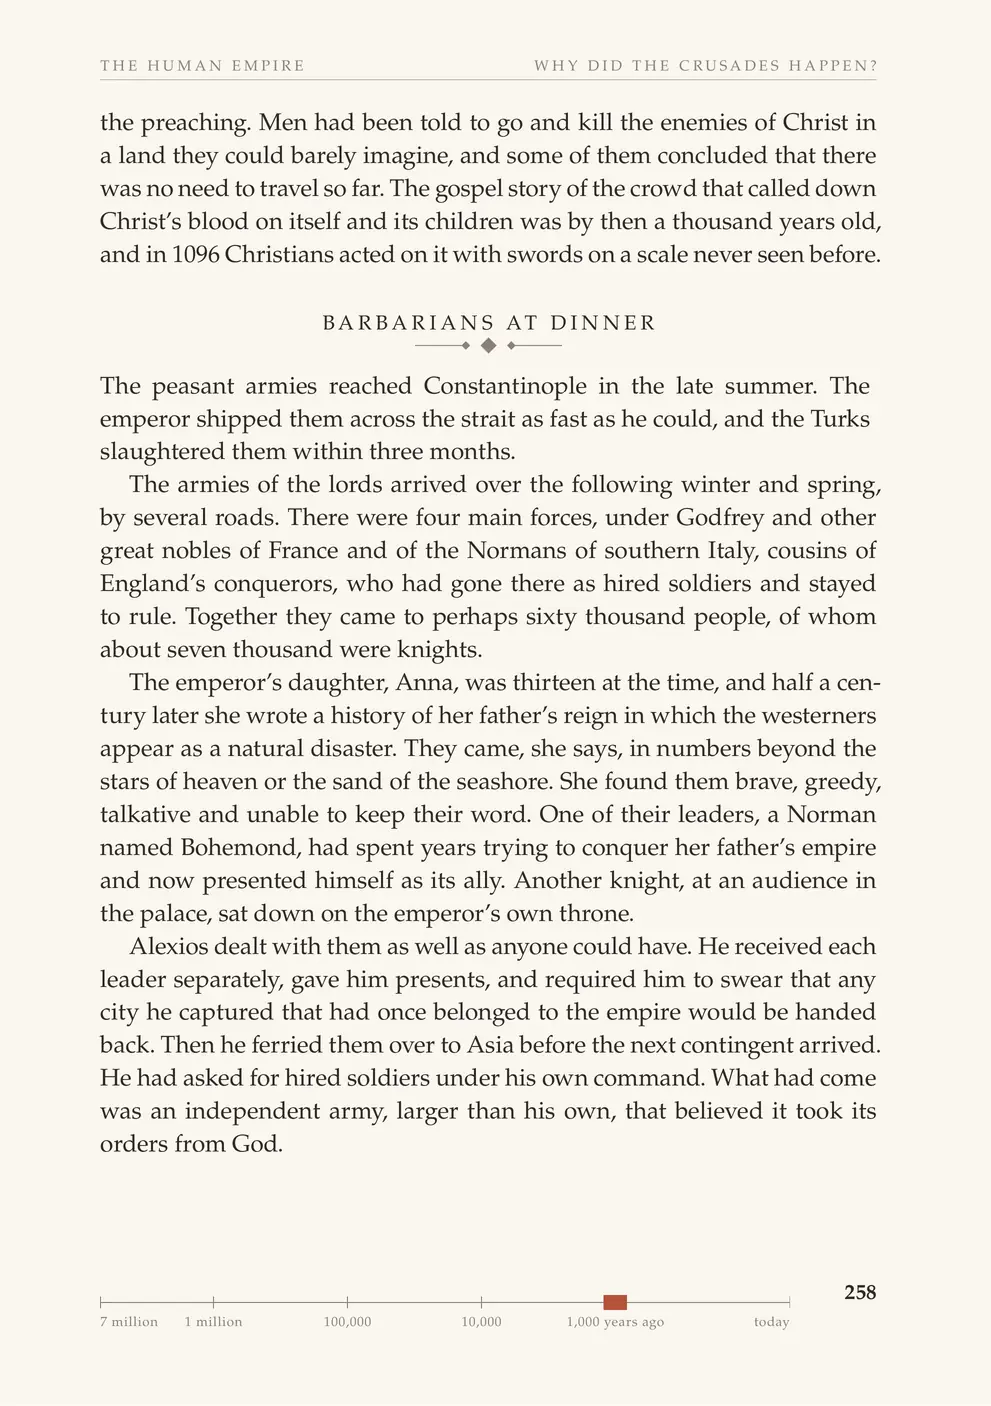 THE HUMAN EMPIRE
WHY DID THE CRUSADES HAPPEN?
the preaching. Men had been told to go and kill the enemies of Christ in
a land they could barely imagine, and some of them concluded that there
was no need to travel so far. The gospel story of the crowd that called down
Christ's blood on itself and its children was by then a thousand years old,
and in 1096 Christians acted on it with swords on a scale never seen before.
BARBARIANS AT DINNER
The peasant armies reached Constantinople in the late summer. The
emperor shipped them across the strait as fast as he could, and the Turks
slaughtered them within three months.
The armies of the lords arrived over the following winter and spring,
by several roads. There were four main forces, under Godfrey and other
great nobles of France and of the Normans of southern Italy, cousins of
England's conquerors, who had gone there as hired soldiers and stayed
to rule. Together they came to perhaps sixty thousand people, of whom
about seven thousand were knights.
The emperor's daughter, Anna, was thirteen at the time, and half a cen-
tury later she wrote a history of her father's reign in which the westerners
appear as a natural disaster. They came, she says, in numbers beyond the
stars of heaven or the sand of the seashore. She found them brave, greedy,
talkative and unable to keep their word. One of their leaders, a Norman
named Bohemond, had spent years trying to conquer her father's empire
and now presented himself as its ally. Another knight, at an audience in
the palace, sat down on the emperor's own throne.
Alexios dealt with them as well as anyone could have. He received each
leader separately, gave him presents, and required him to swear that any
city he captured that had once belonged to the empire would be handed
back. Then he ferried them over to Asia before the next contingent arrived.
He had asked for hired soldiers under his own command. What had come
was an independent army, larger than his own, that believed it took its
orders from God.
258
7 million 1 million 100,000 10,000 1,000 years ago today